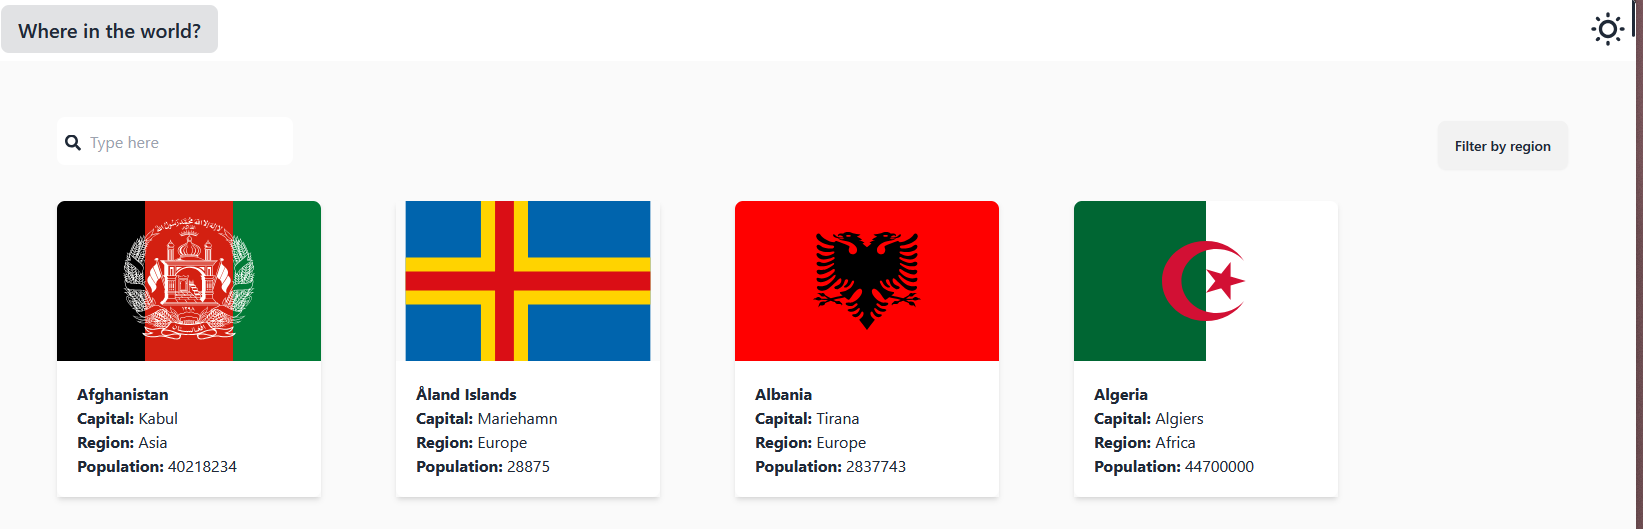 Where in the world?
Type here
Filter by region
Afghanistan
Capital: Kabul
Region: Asia
Population: 40218234
Åland Islands
Capital: Mariehamn
Region: Europe
Population: 28875
Albania
Capital: Tirana
Region: Europe
Population: 2837743
Algeria
Capital: Algiers
Region: Africa
Population: 44700000